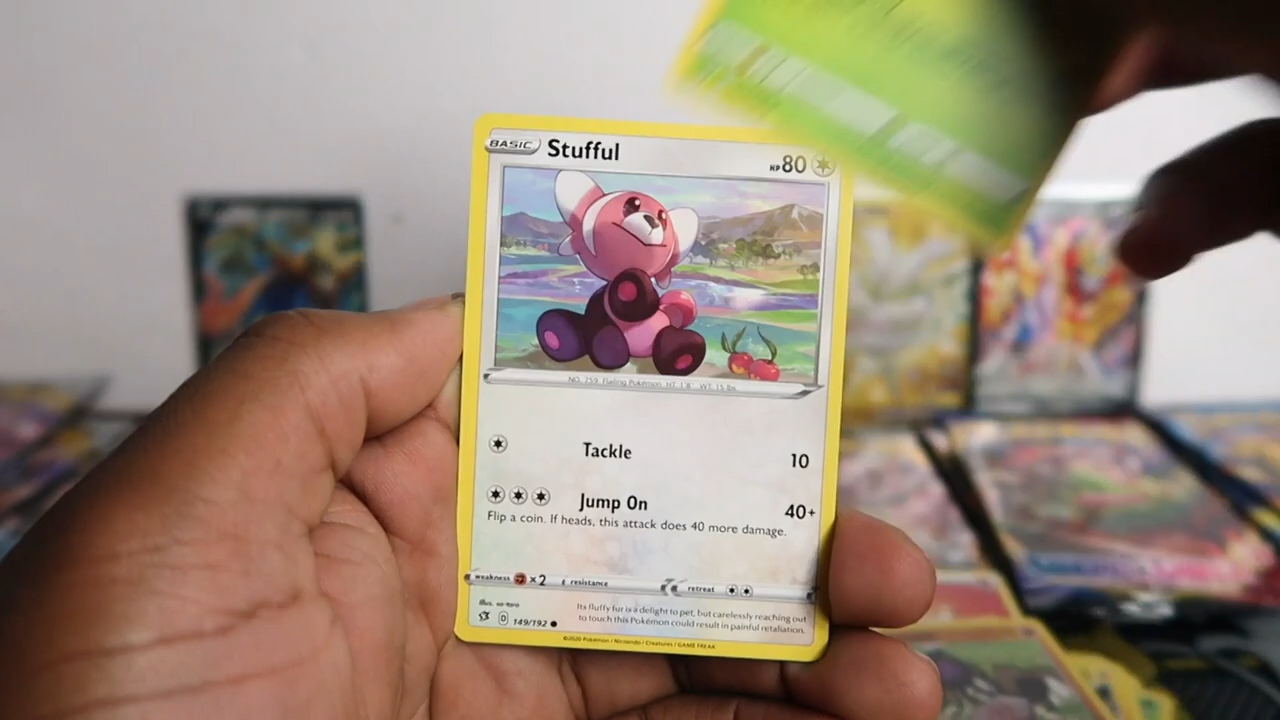 BASIC Stufful HP 80
NO. 759 Flailing Pokémon HT: 1'8" WT: 15 lbs.
Tackle 10
Jump On 40+
Flip a coin. If heads, this attack does 40 more damage.
weakness ×2 resistance retreat
Illus. so-taro
Its fluffy fur is a delight to pet, but carelessly reaching out
to touch this Pokémon could result in painful retaliation.
D 149/192
©2020 Pokémon / Nintendo / Creatures / GAME FREAK